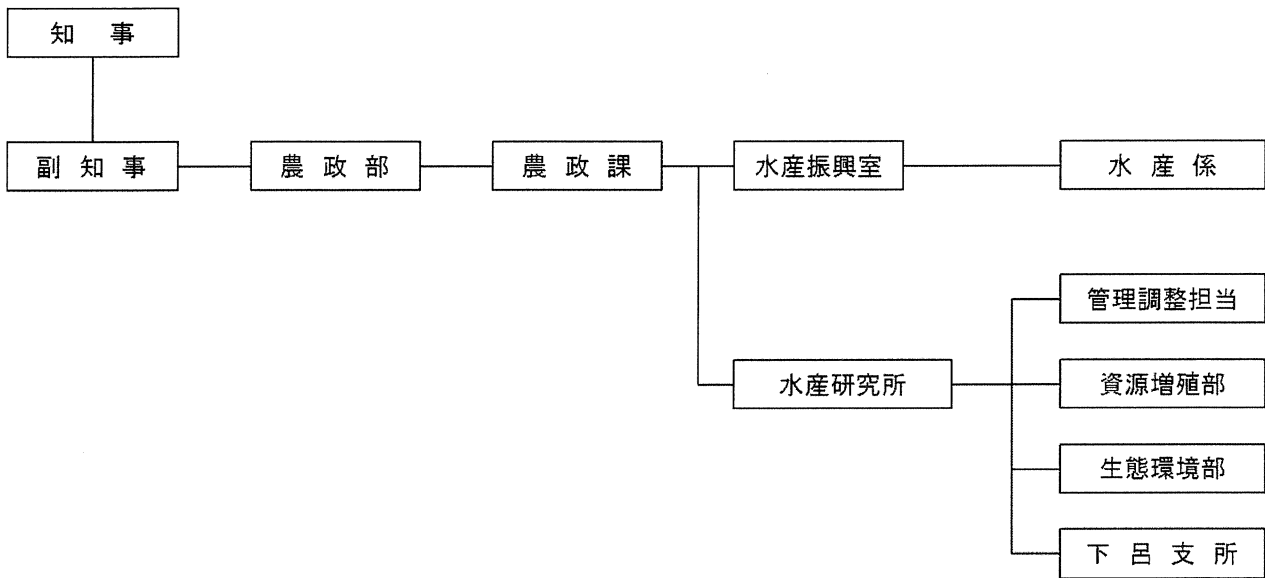 知　事
副 知 事
農 政 部
農 政 課
水産振興室
水 産 係
管理調整担当
水産研究所
資源増殖部
生態環境部
下 呂 支 所